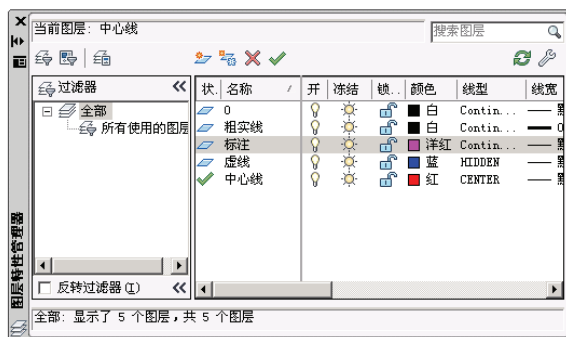 当前图层: 中心线
搜索图层
过滤器
全部
所有使用的图层
反转过滤器(I)
状. 名称 开 冻结 锁.. 颜色 线型 线宽
0 白 Contin...
粗实线 白 Contin... 0
标注 洋红 Contin...
虚线 蓝 HIDDEN
中心线 红 CENTER
全部: 显示了 5 个图层,共 5 个图层
图层特性管理器